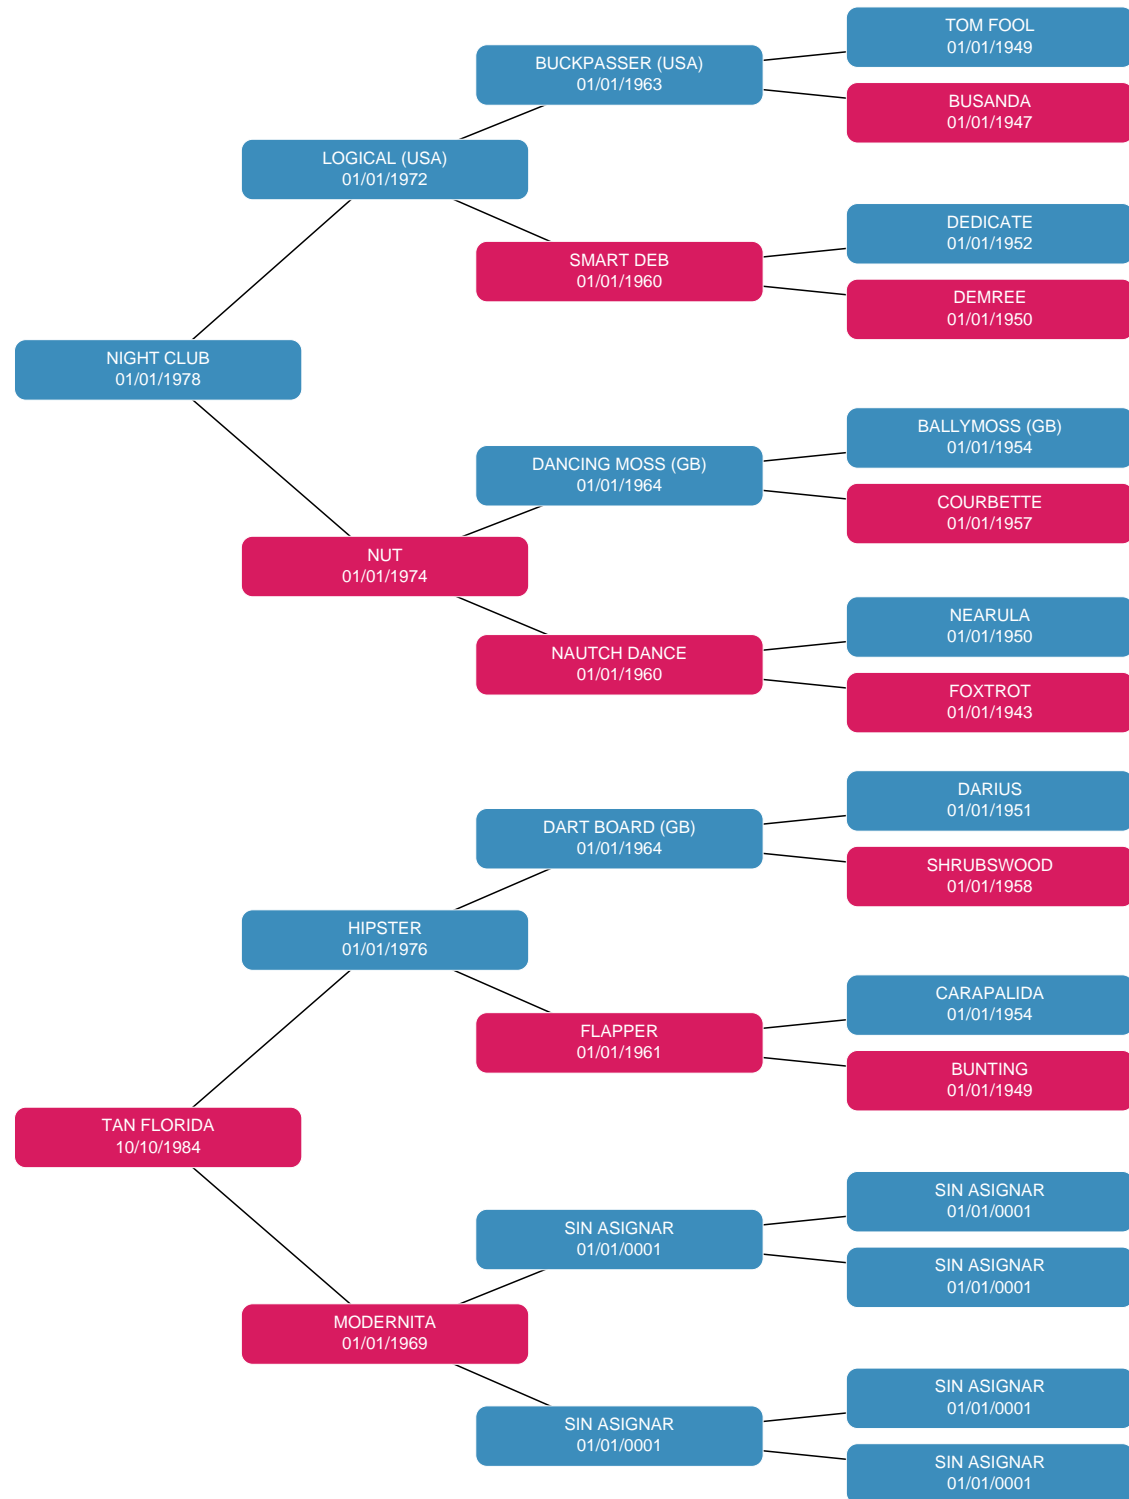 TOM FOOL
01/01/1949
BUCKPASSER (USA)
01/01/1963
BUSANDA
01/01/1947
LOGICAL (USA)
01/01/1972
DEDICATE
01/01/1952
SMART DEB
01/01/1960
DEMREE
01/01/1950
NIGHT CLUB
01/01/1978
BALLYMOSS (GB)
01/01/1954
DANCING MOSS (GB)
01/01/1964
COURBETTE
01/01/1957
NUT
01/01/1974
NEARULA
01/01/1950
NAUTCH DANCE
01/01/1960
FOXTROT
01/01/1943
DARIUS
01/01/1951
DART BOARD (GB)
01/01/1964
SHRUBSWOOD
01/01/1958
HIPSTER
01/01/1976
CARAPALIDA
01/01/1954
FLAPPER
01/01/1961
BUNTING
01/01/1949
TAN FLORIDA
10/10/1984
SIN ASIGNAR
01/01/0001
SIN ASIGNAR
01/01/0001
SIN ASIGNAR
01/01/0001
MODERNITA
01/01/1969
SIN ASIGNAR
01/01/0001
SIN ASIGNAR
01/01/0001
SIN ASIGNAR
01/01/0001